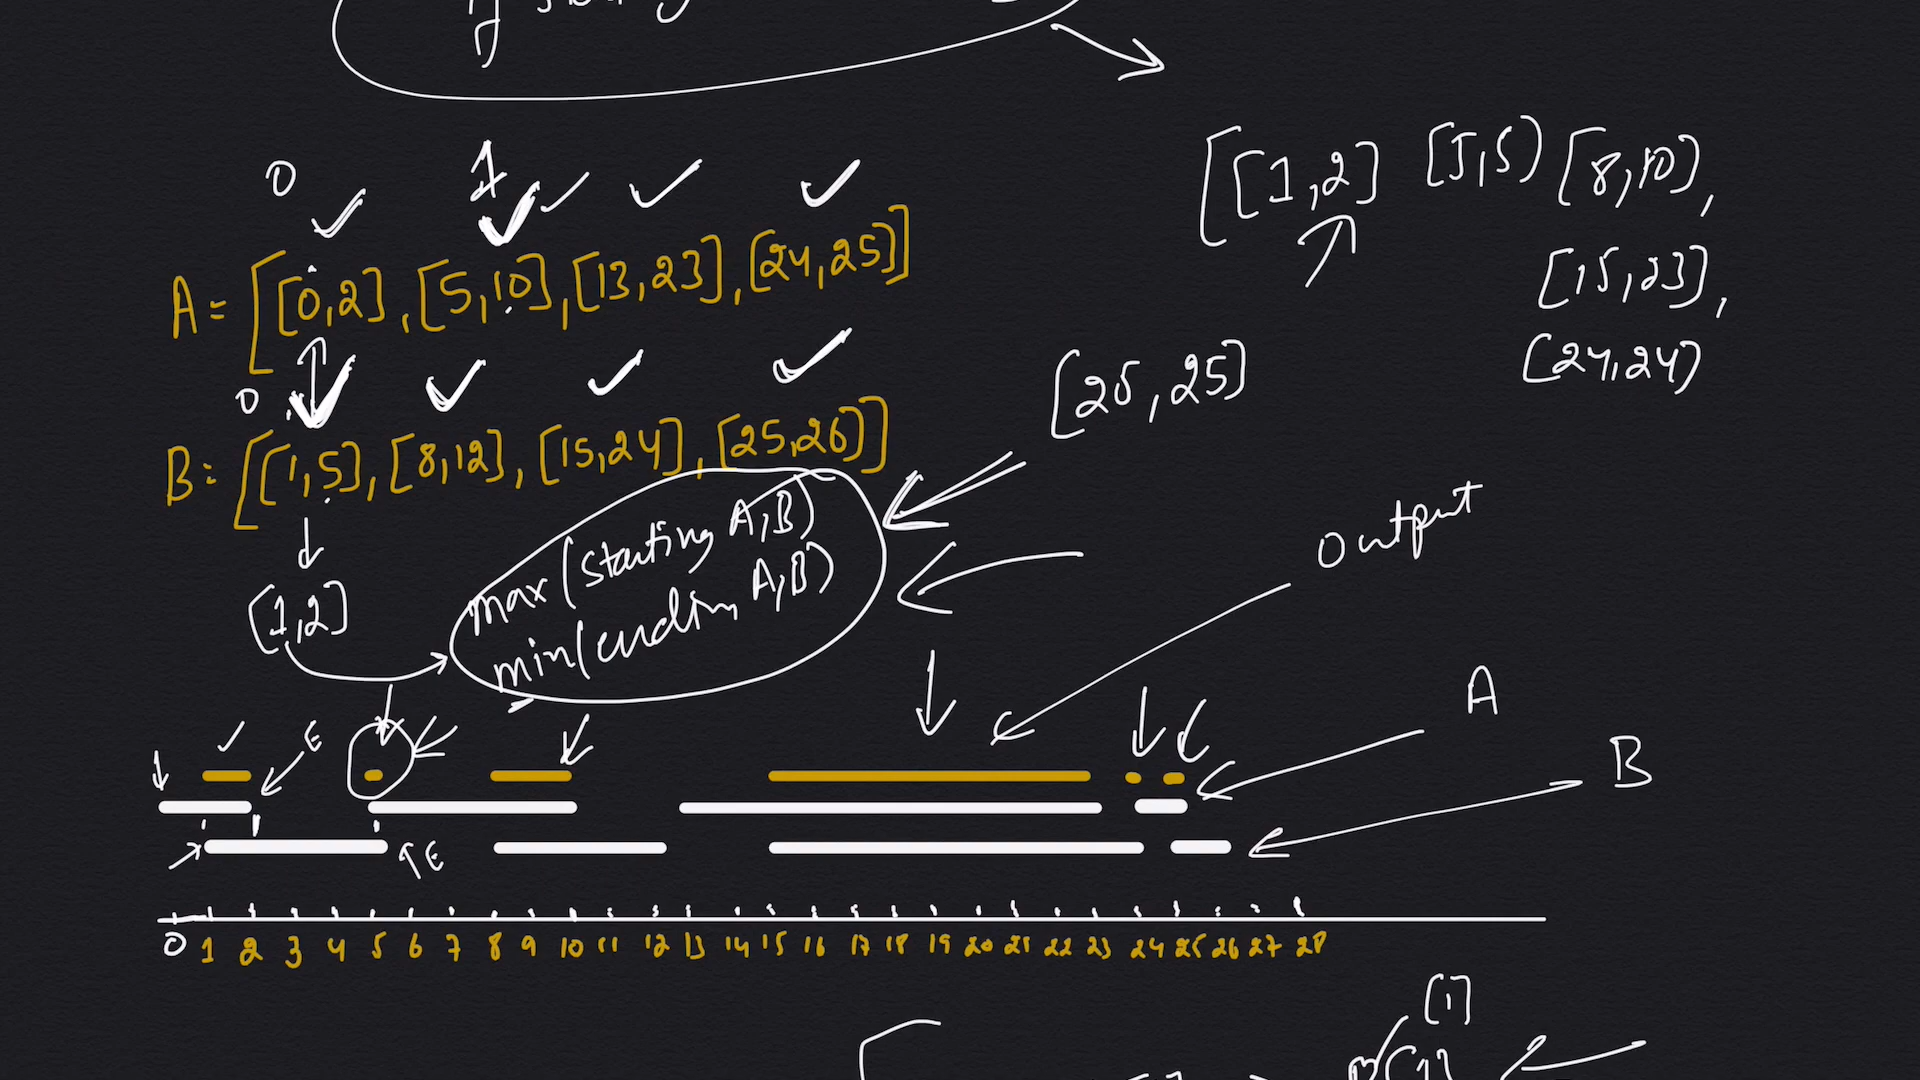 0 1
A = [[0,2],[5,10],[13,23],[24,25]]
0
B: [[1,5],[8,12],[15,24],[25,26]]
[[1,2] [5,5) [8,10),
[15,23],
[24,24)
[25,25]
[1,2]
max(starting A,B)
min(ending A,B)
output
A
B
E
E
0 1 2 3 4 5 6 7 8 9 10 11 12 13 14 15 16 17 18 19 20 21 22 23 24 25 26 27 28
[1]